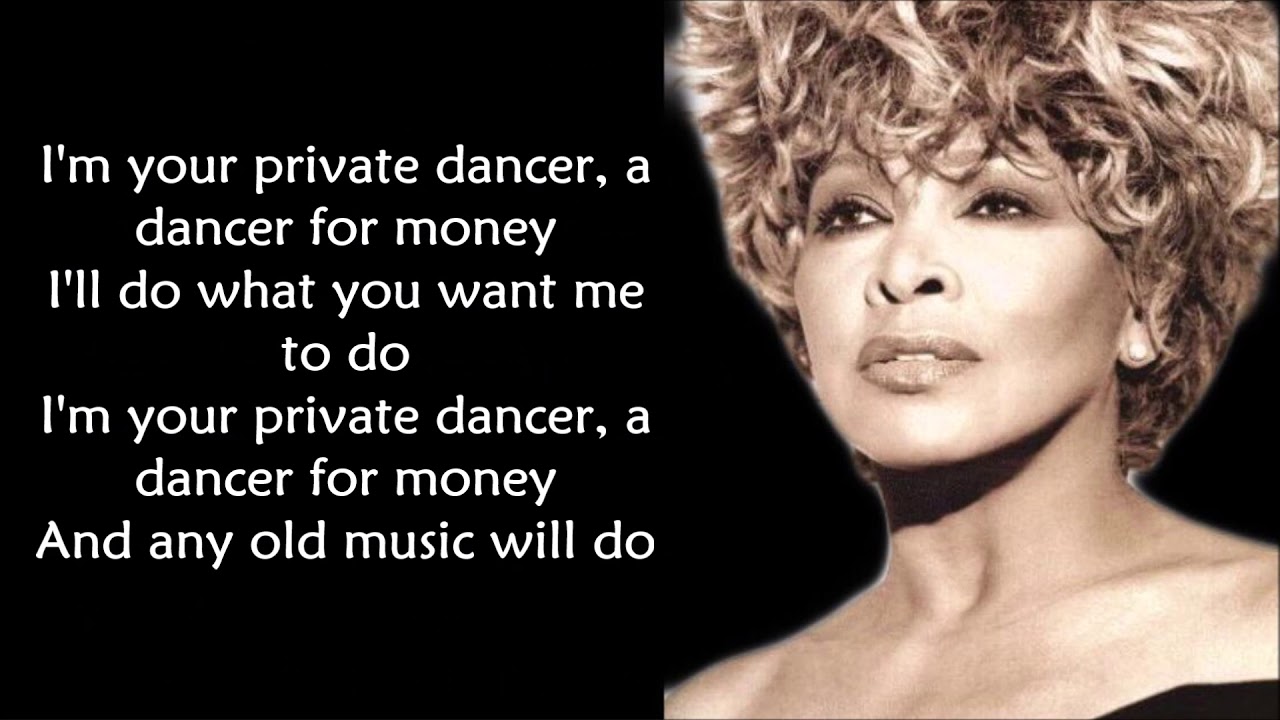 I'm your private dancer, a
dancer for money
I'll do what you want me
to do
I'm your private dancer, a
dancer for money
And any old music will do